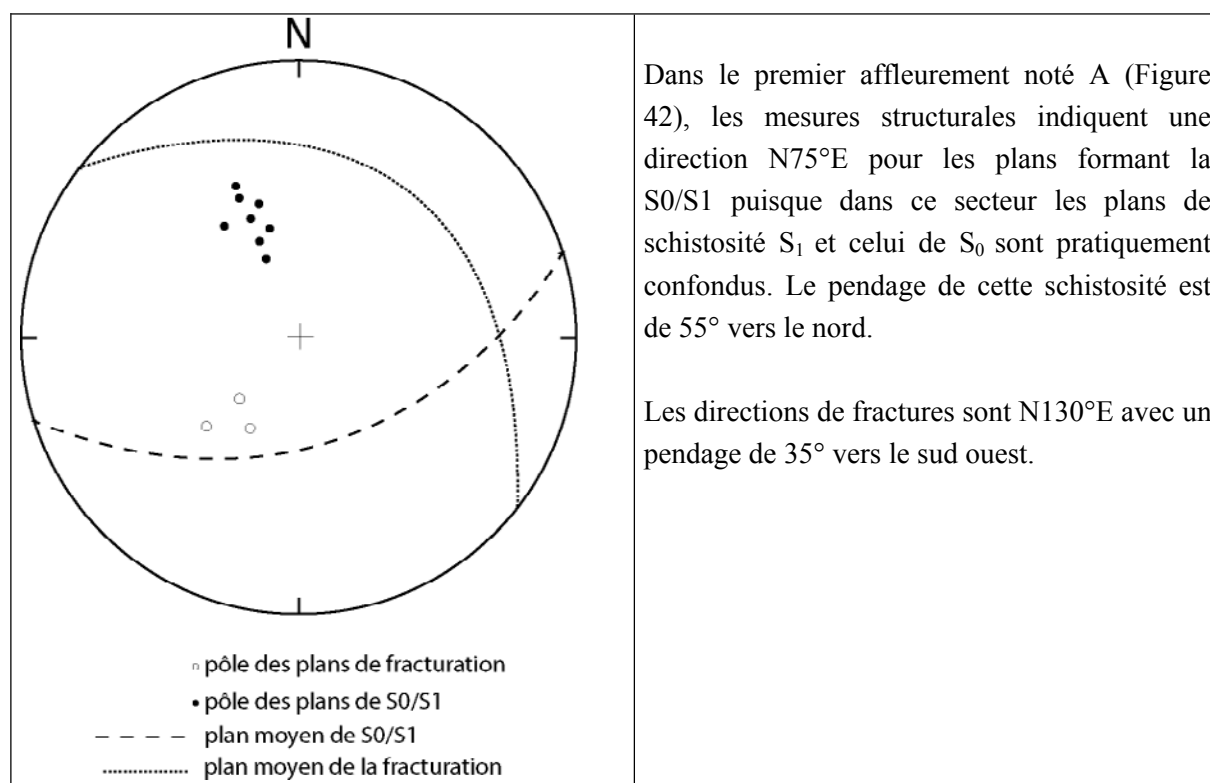 N
pôle des plans de fracturation
pôle des plans de S0/S1
plan moyen de S0/S1
plan moyen de la fracturation
Dans le premier affleurement noté A (Figure
42), les mesures structurales indiquent une
direction N75°E pour les plans formant la
S0/S1 puisque dans ce secteur les plans de
schistosité S₁ et celui de S₀ sont pratiquement
confondus. Le pendage de cette schistosité est
de 55° vers le nord.
Les directions de fractures sont N130°E avec un
pendage de 35° vers le sud ouest.